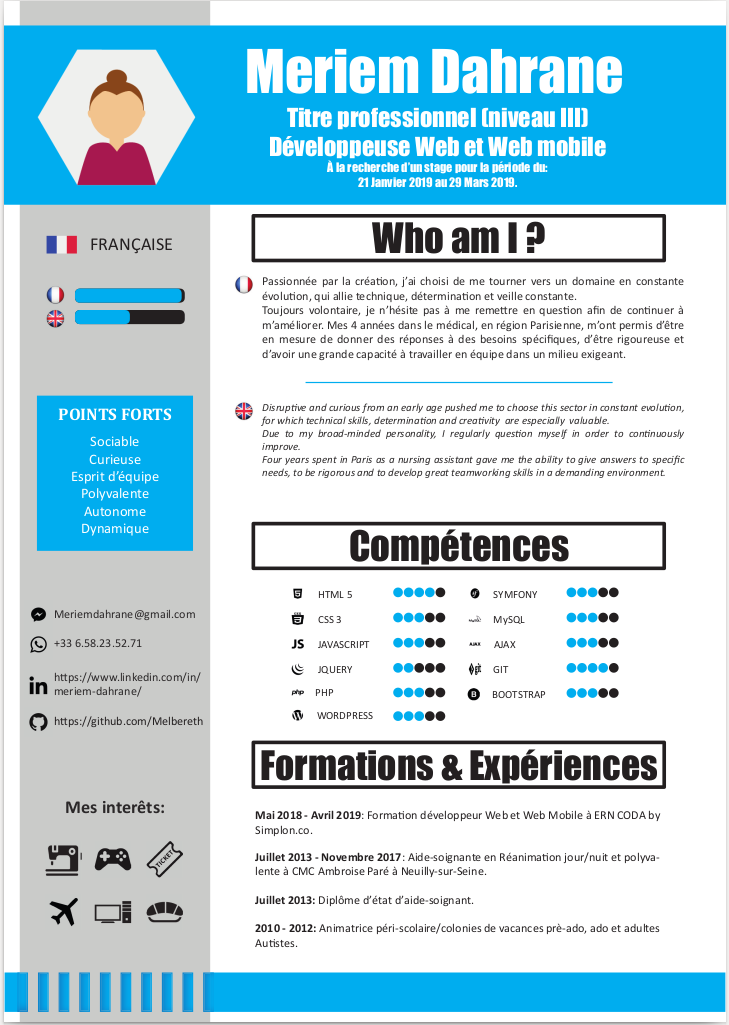 Meriem Dahrane
Titre professionnel (niveau III)
Développeuse Web et Web mobile
À la recherche d'un stage pour la période du:
21 Janvier 2019 au 29 Mars 2019.
FRANÇAISE
POINTS FORTS
Sociable
Curieuse
Esprit d'équipe
Polyvalente
Autonome
Dynamique
Meriemdahrane@gmail.com
+33 6.58.23.52.71
https://www.linkedin.com/in/
meriem-dahrane/
https://github.com/Melbereth
Mes interêts:
TICKET
Who am I ?
Passionnée par la création, j'ai choisi de me tourner vers un domaine en constante
évolution, qui allie technique, détermination et veille constante.
Toujours volontaire, je n'hésite pas à me remettre en question afin de continuer à
m'améliorer. Mes 4 années dans le médical, en région Parisienne, m'ont permis d'être
en mesure de donner des réponses à des besoins spécifiques, d'être rigoureuse et
d'avoir une grande capacité à travailler en équipe dans un milieu exigeant.
Disruptive and curious from an early age pushed me to choose this sector in constant evolution,
for which technical skills, determination and creativity are especially valuable.
Due to my broad-minded personality, I regularly question myself in order to continuously
improve.
Four years spent in Paris as a nursing assistant gave me the ability to give answers to specific
needs, to be rigorous and to develop great teamworking skills in a demanding environment.
Compétences
HTML 5
CSS 3
JS JAVASCRIPT
JQUERY
php PHP
WORDPRESS
SYMFONY
MySQL
AJAX AJAX
GIT
B BOOTSTRAP
Formations & Expériences
Mai 2018 - Avril 2019: Formation développeur Web et Web Mobile à ERN CODA by
Simplon.co.
Juillet 2013 - Novembre 2017: Aide-soignante en Réanimation jour/nuit et polyva-
lente à CMC Ambroise Paré à Neuilly-sur-Seine.
Juillet 2013: Diplôme d'état d'aide-soignant.
2010 - 2012: Animatrice péri-scolaire/colonies de vacances prè-ado, ado et adultes
Autistes.